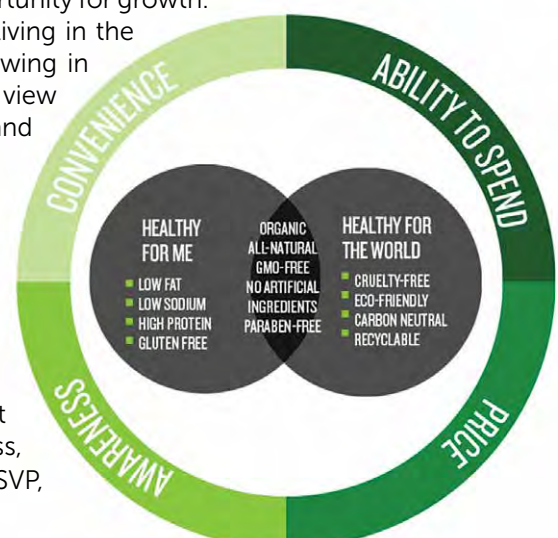 rtunity for growth.
iving in the
wing in
view
and
CONVENIENCE
ABILITY TO SPEND
HEALTHY
FOR ME
LOW FAT
LOW SODIUM
HIGH PROTEIN
GLUTEN FREE
ORGANIC
ALL-NATURAL
GMO-FREE
NO ARTIFICIAL
INGREDIENTS
PARABEN-FREE
HEALTHY FOR
THE WORLD
CRUELTY-FREE
ECO-FRIENDLY
CARBON NEUTRAL
RECYCLABLE
AWARENESS
PRICE
t
ss,
SVP,